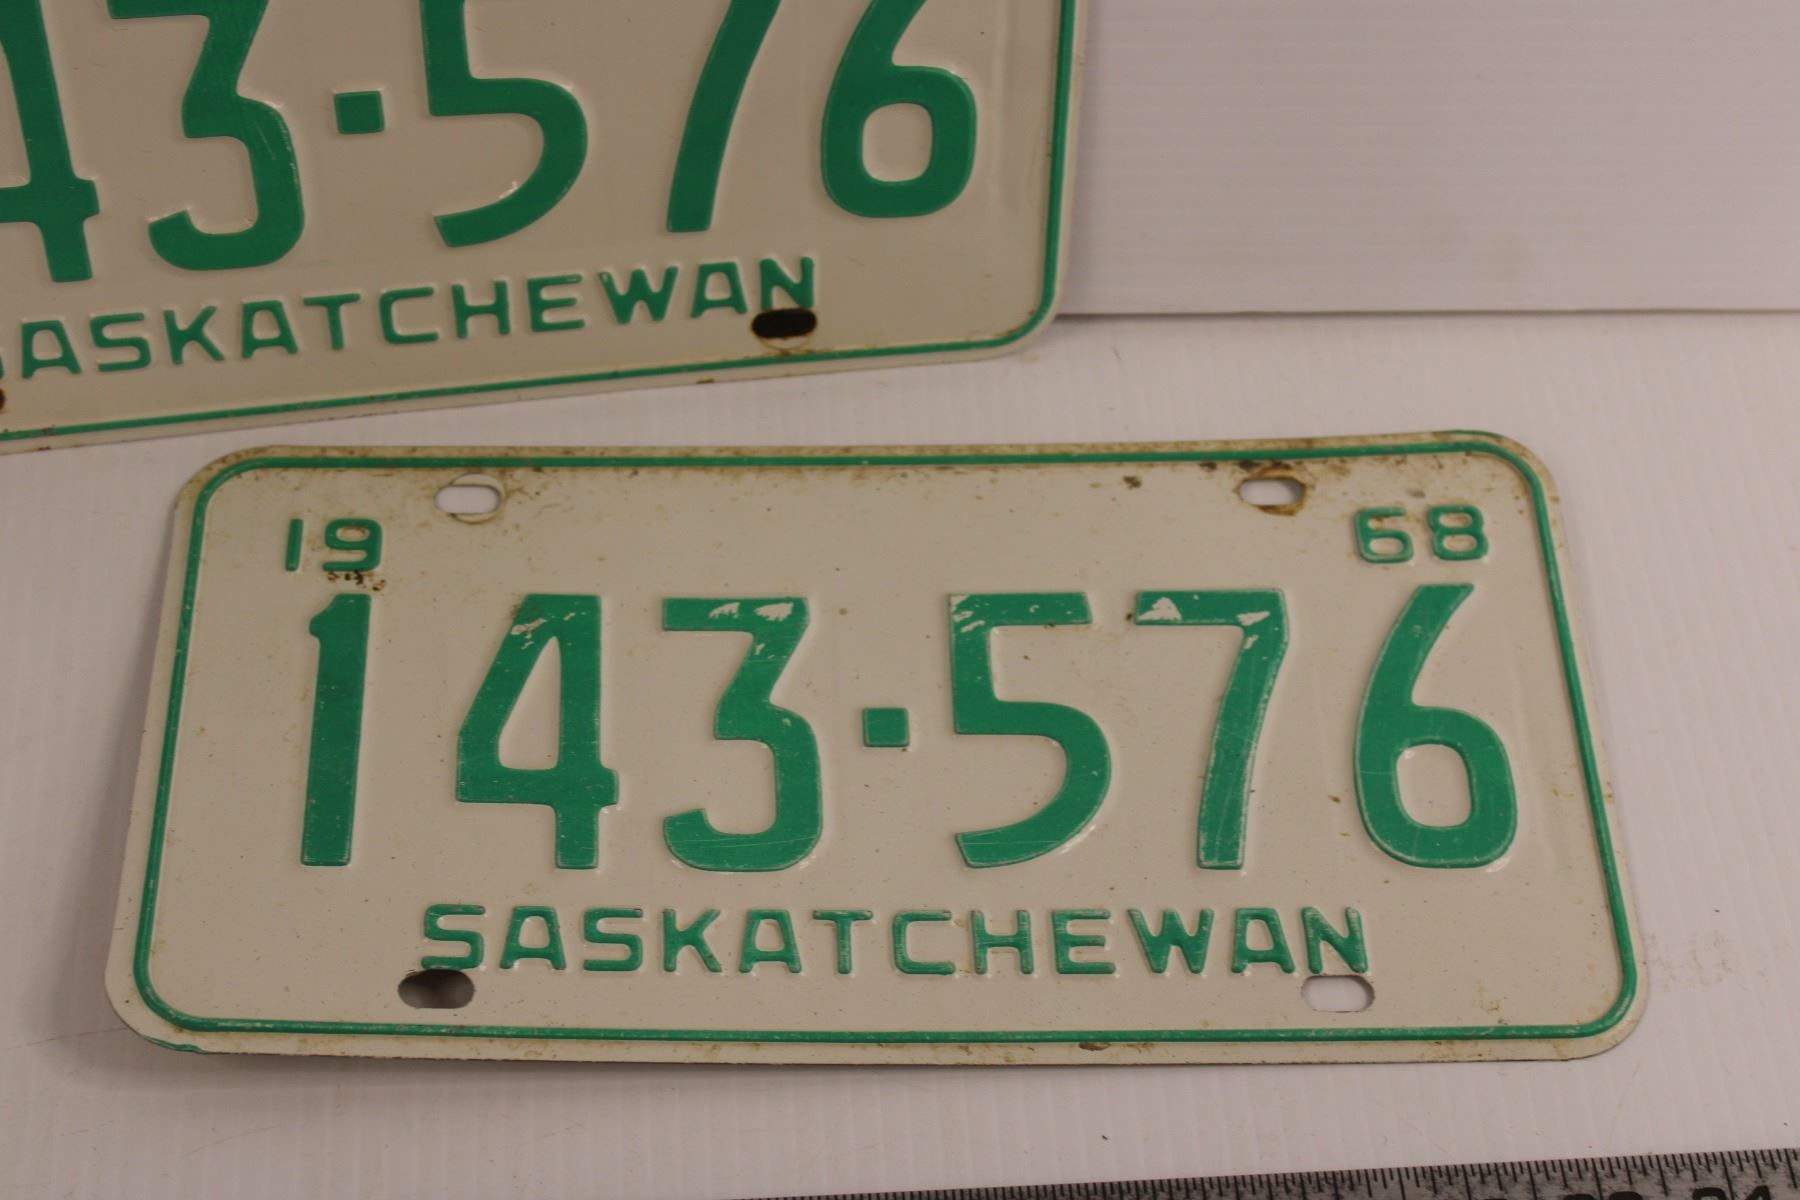 43·576
SASKATCHEWAN
19 68
143·576
SASKATCHEWAN